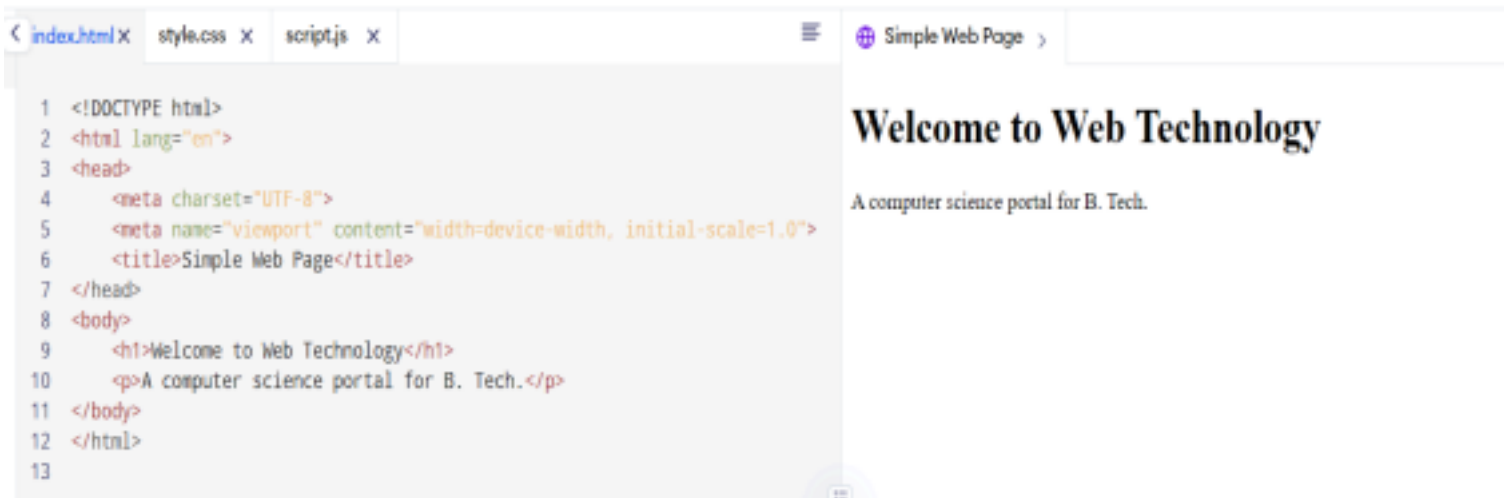 index.html x style.css x script.js x
1 <!DOCTYPE html>
2 <html lang="en">
3 <head>
4 <meta charset="UTF-8">
5 <meta name="viewport" content="width=device-width, initial-scale=1.0">
6 <title>Simple Web Page</title>
7 </head>
8 <body>
9 <h1>Welcome to Web Technology</h1>
10 <p>A computer science portal for B. Tech.</p>
11 </body>
12 </html>
13
Simple Web Page
Welcome to Web Technology
A computer science portal for B. Tech.